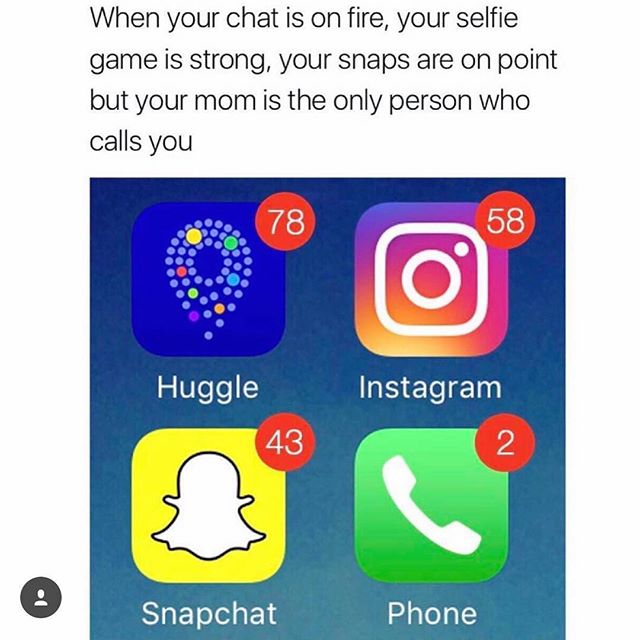 When your chat is on fire, your selfie
game is strong, your snaps are on point
but your mom is the only person who
calls you
78
58
Huggle
Instagram
43
2
Snapchat
Phone